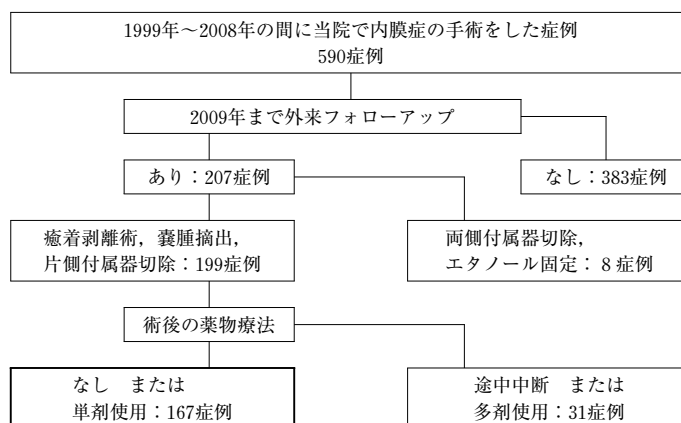 1999年～2008年の間に当院で内膜症の手術をした症例
590症例
2009年まで外来フォローアップ
あり：207症例
なし：383症例
癒着剥離術，嚢腫摘出，
片側付属器切除：199症例
両側付属器切除，
エタノール固定：8症例
術後の薬物療法
なし　または
単剤使用：167症例
途中中断　または
多剤使用：31症例